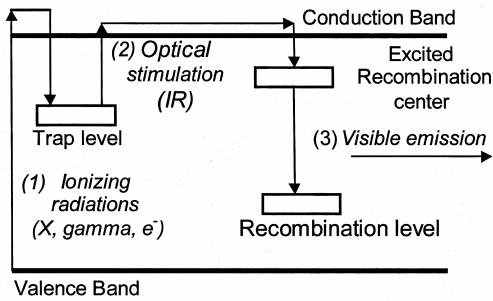 Conduction Band
(2) Optical
stimulation
(IR)
Excited
Recombination
center
Trap level
(3) Visible emission
(1) Ionizing
radiations
(X, gamma, e⁻)
Recombination level
Valence Band